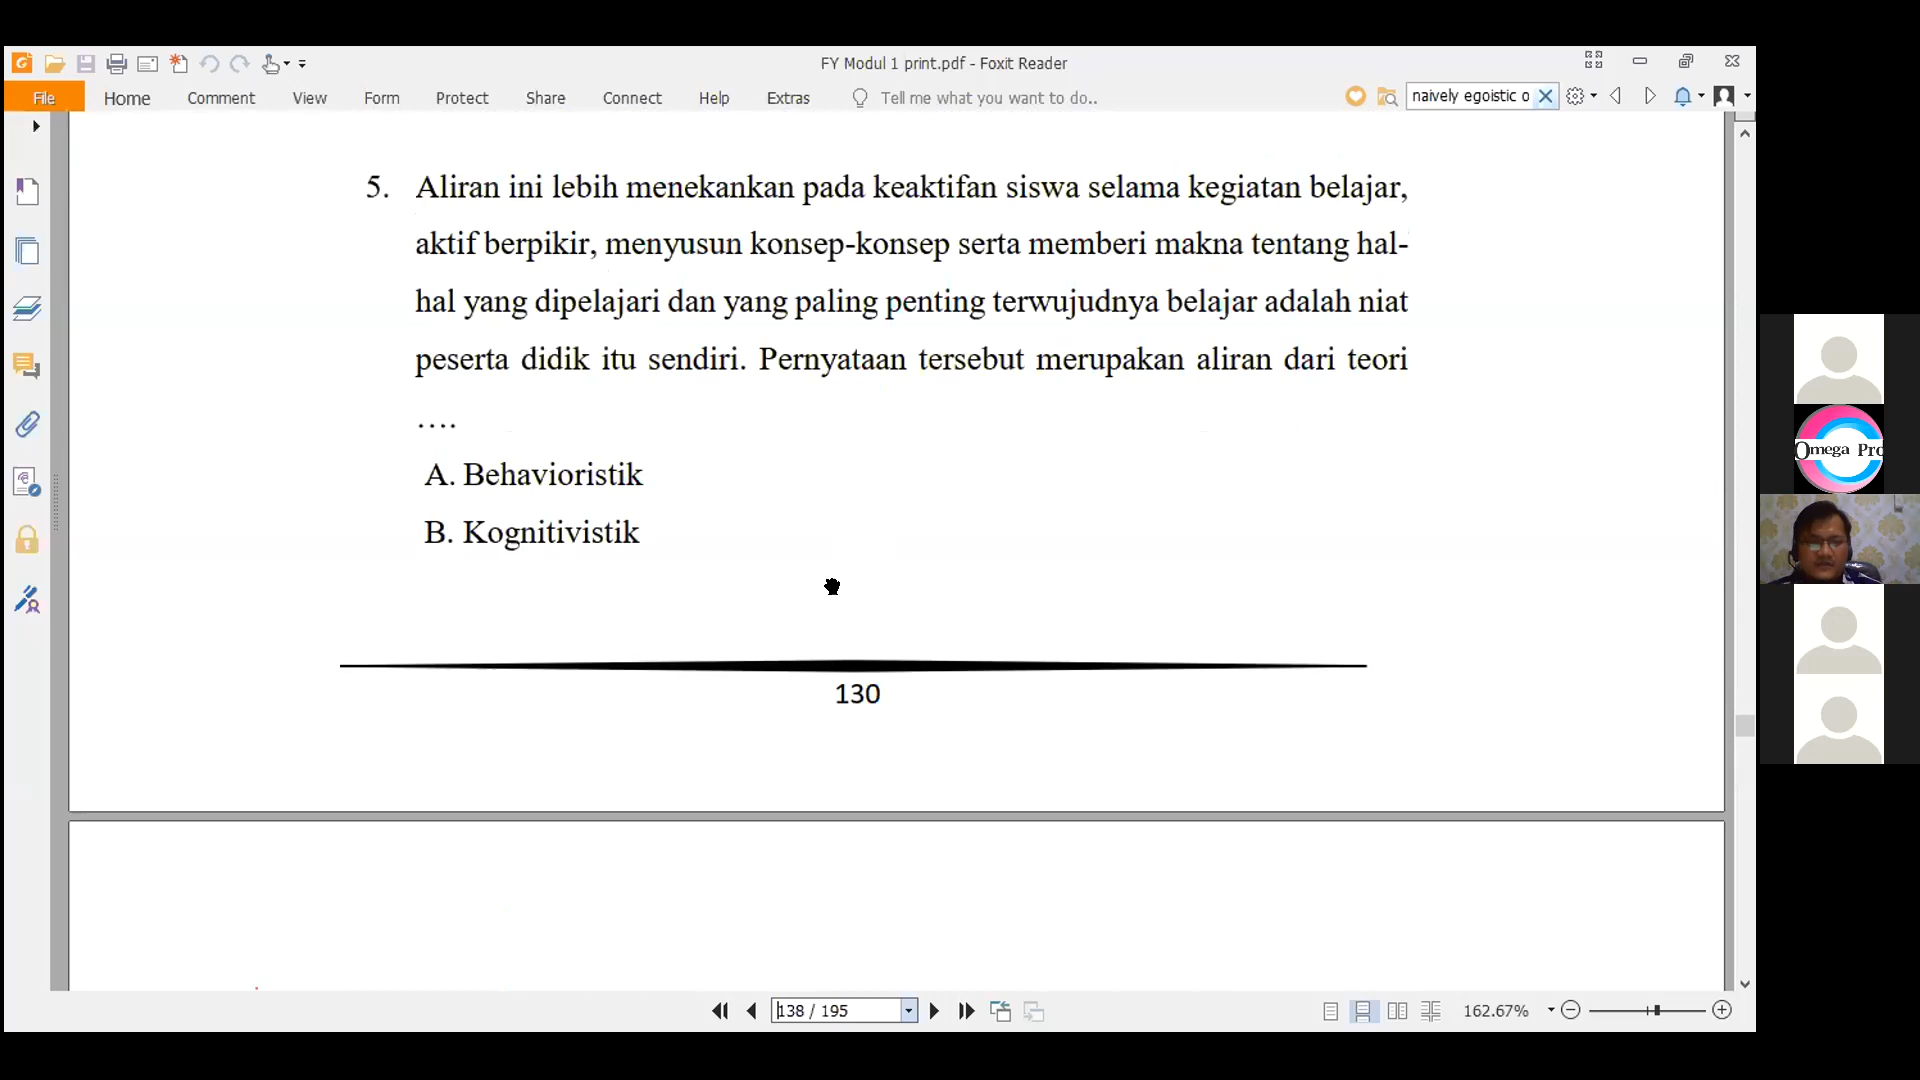 FY Modul 1 print.pdf - Foxit Reader
File Home Comment View Form Protect Share Connect Help Extras Tell me what you want to do.. naively egoistic o
5. Aliran ini lebih menekankan pada keaktifan siswa selama kegiatan belajar,
aktif berpikir, menyusun konsep-konsep serta memberi makna tentang hal-
hal yang dipelajari dan yang paling penting terwujudnya belajar adalah niat
peserta didik itu sendiri. Pernyataan tersebut merupakan aliran dari teori
….
A. Behavioristik
Omega Pro
B. Kognitivistik
130
138 / 195
162.67%